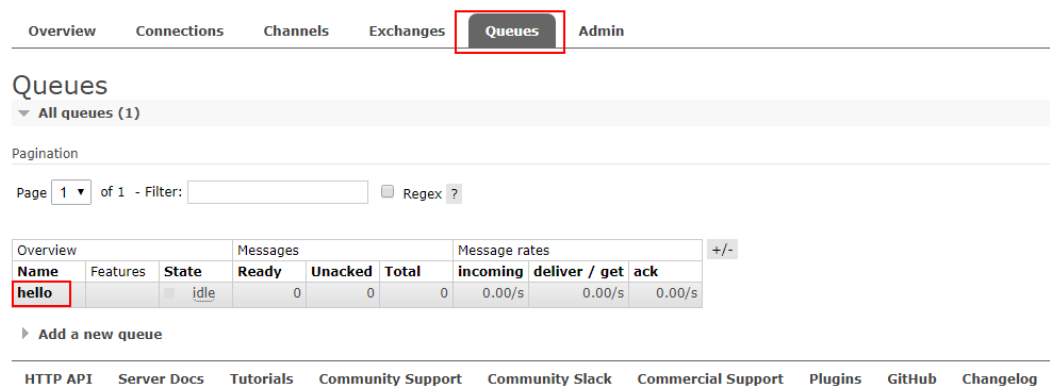 Overview Connections Channels Exchanges Queues Admin
Queues
All queues (1)
Pagination
Page 1 of 1 - Filter: Regex ?
Overview Messages Message rates +/-
Name Features State Ready Unacked Total incoming deliver / get ack
hello idle 0 0 0 0.00/s 0.00/s 0.00/s
Add a new queue
HTTP API Server Docs Tutorials Community Support Community Slack Commercial Support Plugins GitHub Changelog